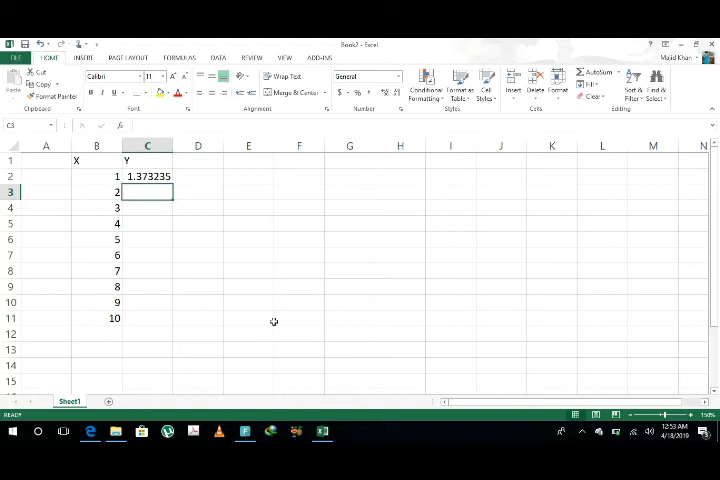 Book2 - Excel
FILE HOME INSERT PAGE LAYOUT FORMULAS DATA REVIEW VIEW ADD-INS Majid Khan
Paste
Cut
Copy
Format Painter
Calibri 11
B I U
Wrap Text
Merge & Center
General
$ % ,
Conditional Formatting
Format as Table
Cell Styles
Insert
Delete
Format
AutoSum
Fill
Clear
Sort & Filter
Find & Select
Clipboard Font Alignment Number Styles Cells Editing
C3 fx
A B C D E F G H I J K L M N
1 X Y
2 1 1.373235
3 2
4 3
5 4
6 5
7 6
8 7
9 8
10 9
11 10
12
13
14
15
Sheet1
READY 150%
12:53 AM
4/18/2019